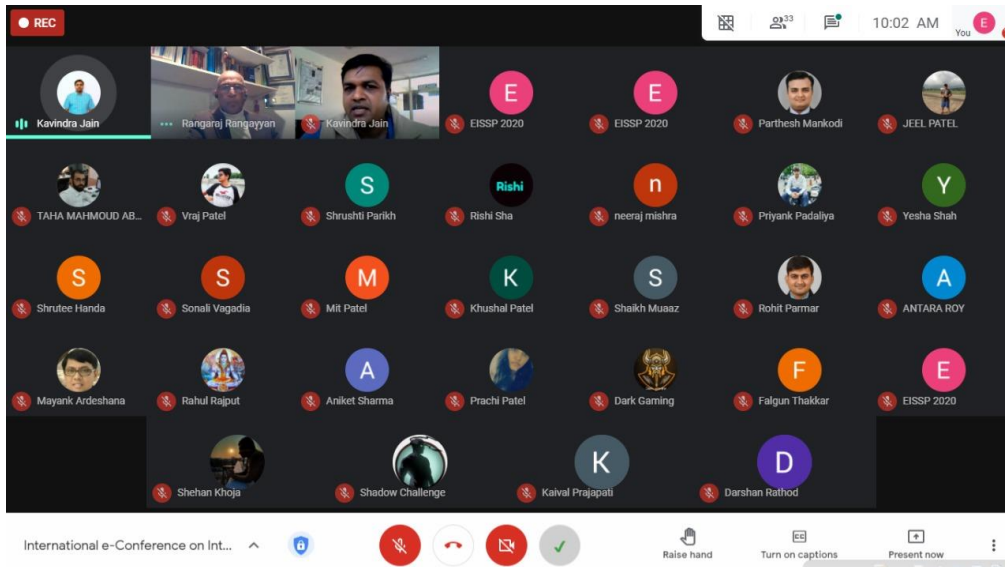 REC
33
10:02 AM
You
E
Kavindra Jain
Rangaraj Rangayyan
Kavindra Jain
E
EISSP 2020
E
EISSP 2020
Parthesh Mankodi
JEEL PATEL
TAHA MAHMOUD AB...
Vraj Patel
S
Shrushti Parikh
Rishi
Rishi Sha
n
neeraj mishra
Priyank Padaliya
Y
Yesha Shah
S
Shrutee Handa
S
Sonali Vagadia
M
Mit Patel
K
Khushal Patel
S
Shaikh Muaaz
Rohit Parmar
A
ANTARA ROY
Mayank Ardeshana
Rahul Rajput
A
Aniket Sharma
Prachi Patel
Dark Gaming
F
Falgun Thakkar
E
EISSP 2020
Shehan Khoja
Shadow Challenge
K
Kaival Prajapati
D
Darshan Rathod
International e-Conference on Int...
Raise hand
CC
Turn on captions
Present now